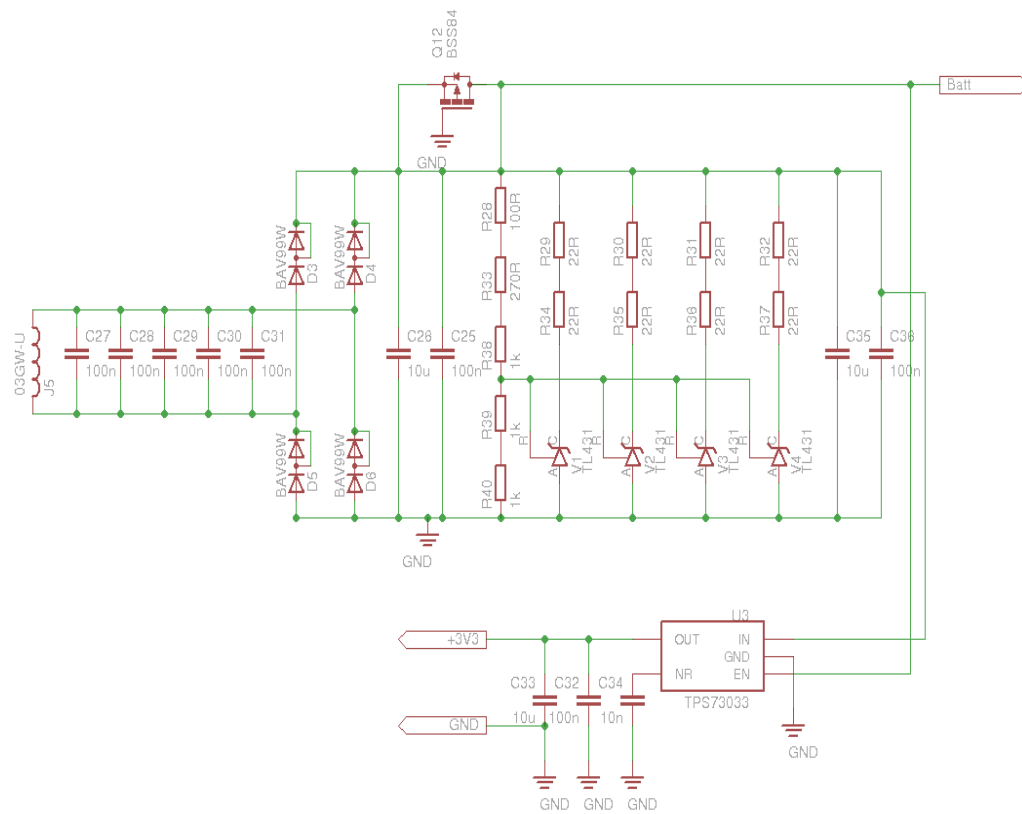 Q12
BSS84
Batt
GND
BAV99W
D3
BAV99W
D4
R28
100R
R29
22R
R30
22R
R31
22R
R32
22R
R33
270R
R34
22R
R35
22R
R36
22R
R37
22R
03GW-U
J5
C27
100n
C28
100n
C29
100n
C30
100n
C31
100n
C26
10u
C25
100n
R38
1k
C35
10u
C36
100n
R39
1k
BAV99W
D5
BAV99W
D6
R
C
A
V1
TL431
R
C
A
V2
TL431
R
C
A
V3
TL431
R
C
A
V4
TL431
R40
1k
GND
U3
+3V3
OUT
IN
GND
NR
EN
TPS73033
C33
10u
C32
100n
C34
10n
GND
GND
GND
GND
GND